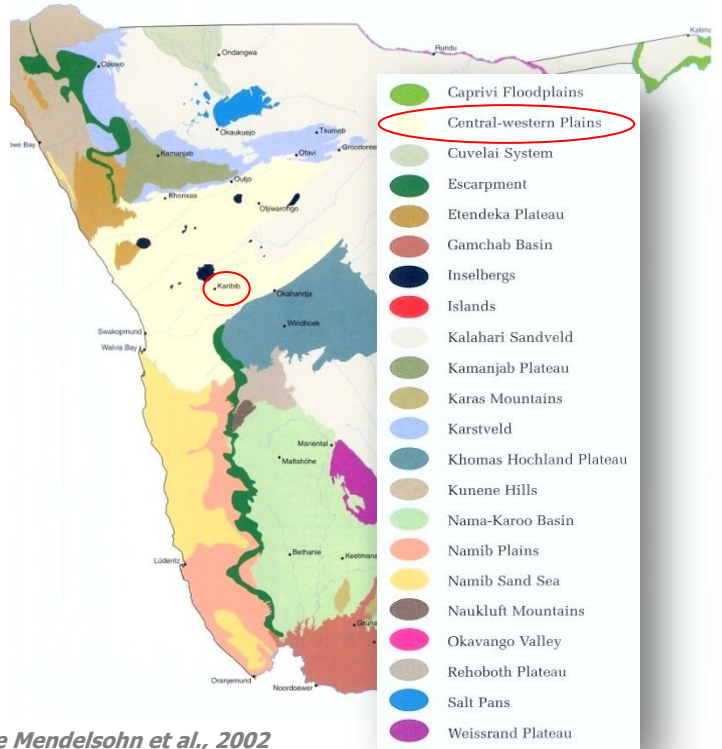 Ondangwa
Rundu
Katima
Opuwo
Okaukuejo
Tsumeb
Grootfontein
Otavi
Kamanjab
Outjo
Khorixas
Otjiwarongo
Karibib
Okahandja
Windhoek
Swakopmund
Walvis Bay
Mariental
Maltahöhe
Bethanie
Keetmans
Lüderitz
Oranjemund
Noordoewer
Caprivi Floodplains
Central-western Plains
Cuvelai System
Escarpment
Etendeka Plateau
Gamchab Basin
Inselbergs
Islands
Kalahari Sandveld
Kamanjab Plateau
Karas Mountains
Karstveld
Khomas Hochland Plateau
Kunene Hills
Nama-Karoo Basin
Namib Plains
Namib Sand Sea
Naukluft Mountains
Okavango Valley
Rehoboth Plateau
Salt Pans
Weissrand Plateau
e Mendelsohn et al., 2002